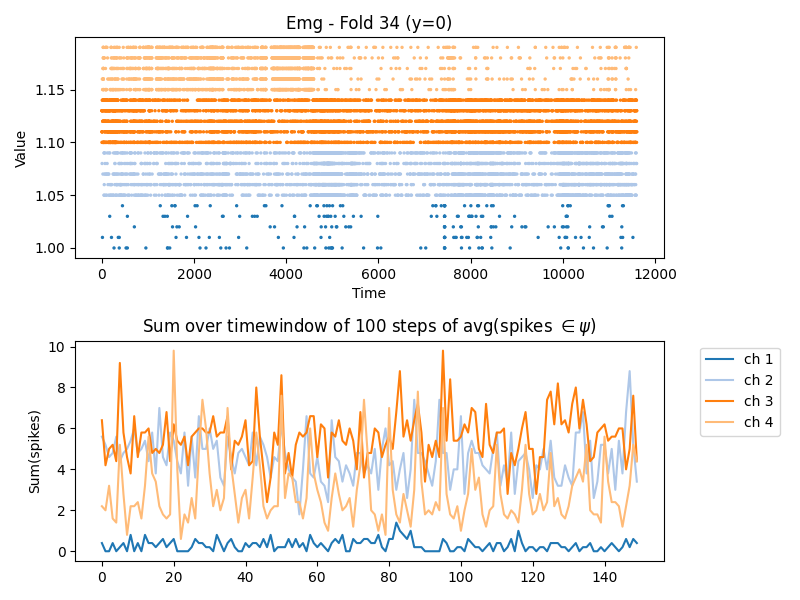 Emg - Fold 34 (y=0)
1.15
1.10
1.05
1.00
Value
0 2000 4000 6000 8000 10000 12000
Time
Sum over timewindow of 100 steps of avg(spikes ∈ψ)
10
8
6
4
2
0
Sum(spikes)
0 20 40 60 80 100 120 140
ch 1
ch 2
ch 3
ch 4